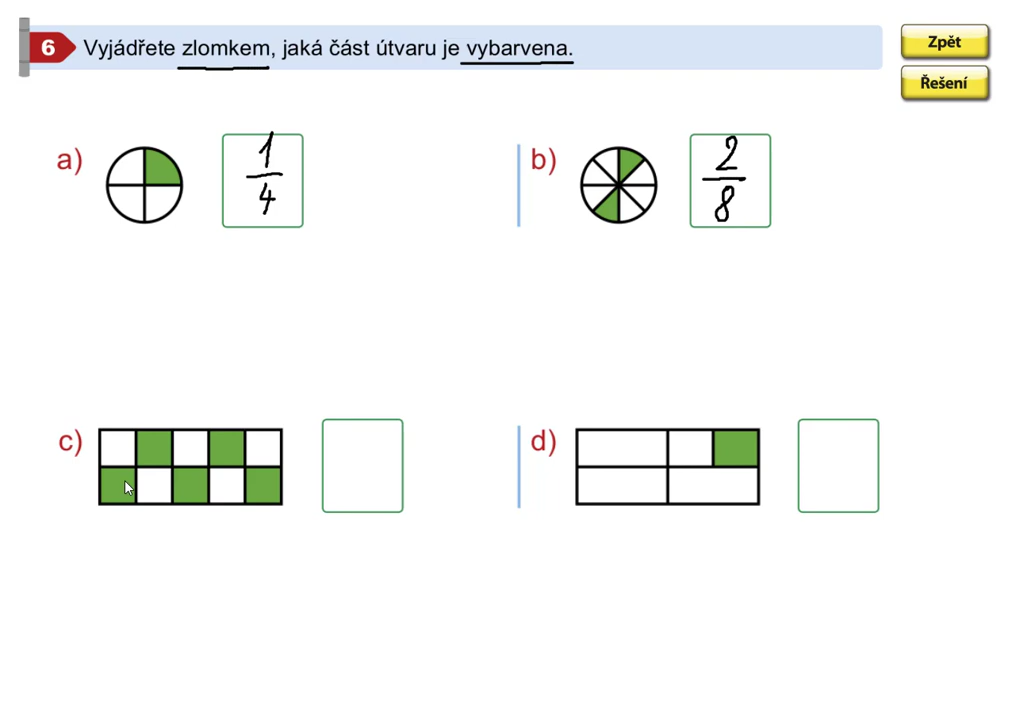 6 Vyjádřete zlomkem, jaká část útvaru je vybarvena.
Zpět
Řešení
a) 1/4
b) 2/8
c)
d)